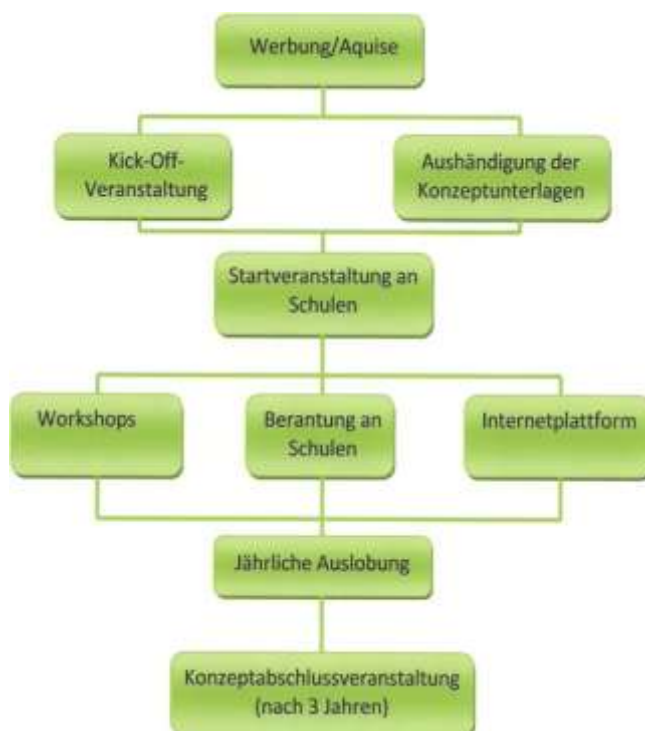 Werbung/Aquise
Kick-Off-
Veranstaltung
Aushändigung der
Konzeptunterlagen
Startveranstaltung an
Schulen
Workshops
Berantung an
Schulen
Internetplattform
Jährliche Auslobung
Konzeptabschlussveranstaltung
(nach 3 Jahren)